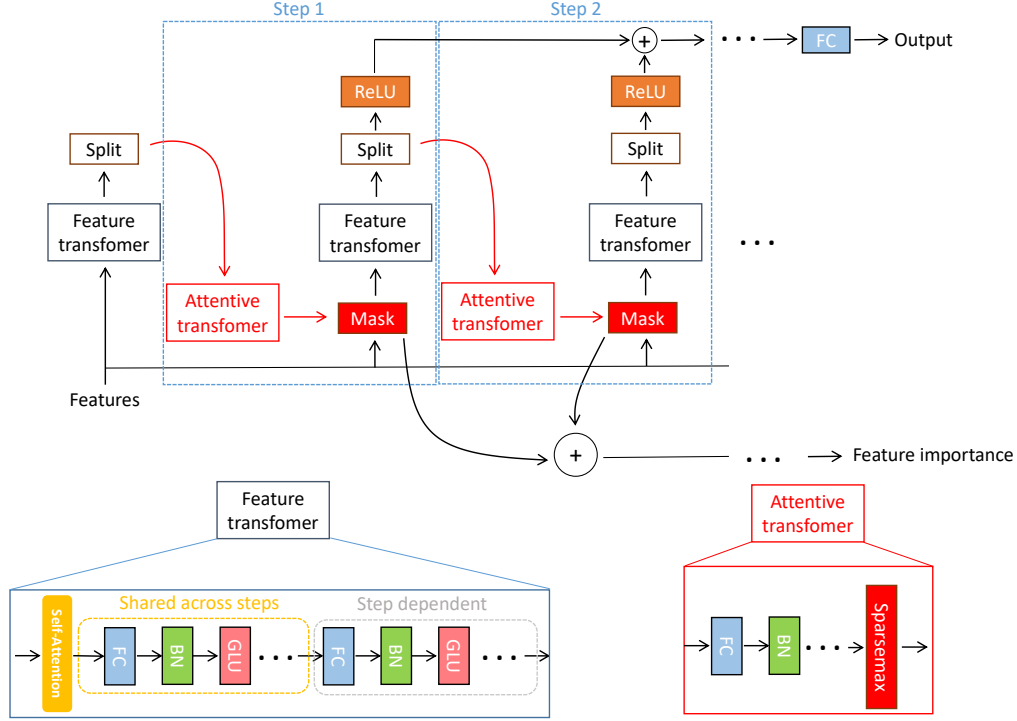 Step 1
Step 2
+
• • •
FC
Output
ReLU
ReLU
Split
Split
Split
Feature
transfomer
Feature
transfomer
Feature
transfomer
• • •
Attentive
transfomer
Mask
Attentive
transfomer
Mask
Features
+
• • •
Feature importance
Feature
transfomer
Attentive
transfomer
Self-Attention
Shared across steps
FC
BN
GLU
• • •
Step dependent
FC
BN
GLU
• • •
FC
BN
• • •
Sparsemax